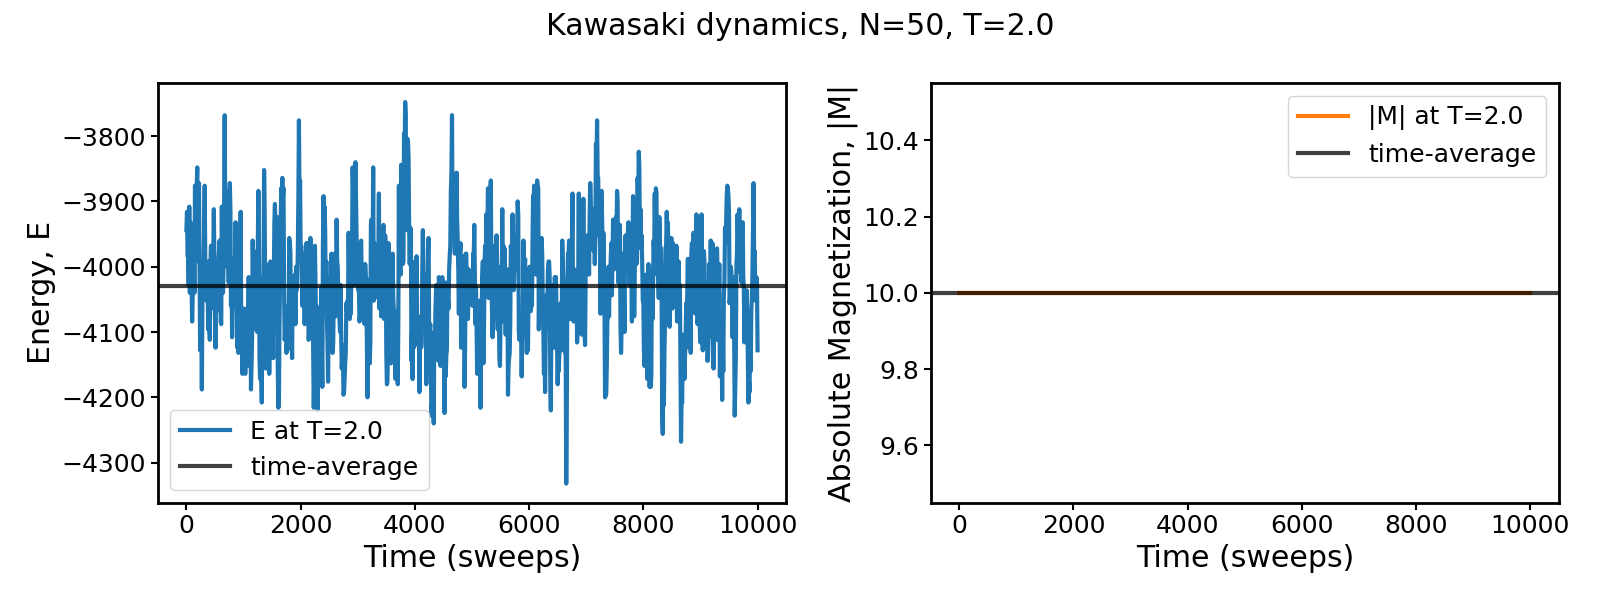 Kawasaki dynamics, N=50, T=2.0
Energy, E
−3800
−3900
−4000
−4100
−4200
−4300
E at T=2.0
time-average
0 2000 4000 6000 8000 10000
Time (sweeps)
Absolute Magnetization, |M|
10.4
10.2
10.0
9.8
9.6
|M| at T=2.0
time-average
0 2000 4000 6000 8000 10000
Time (sweeps)